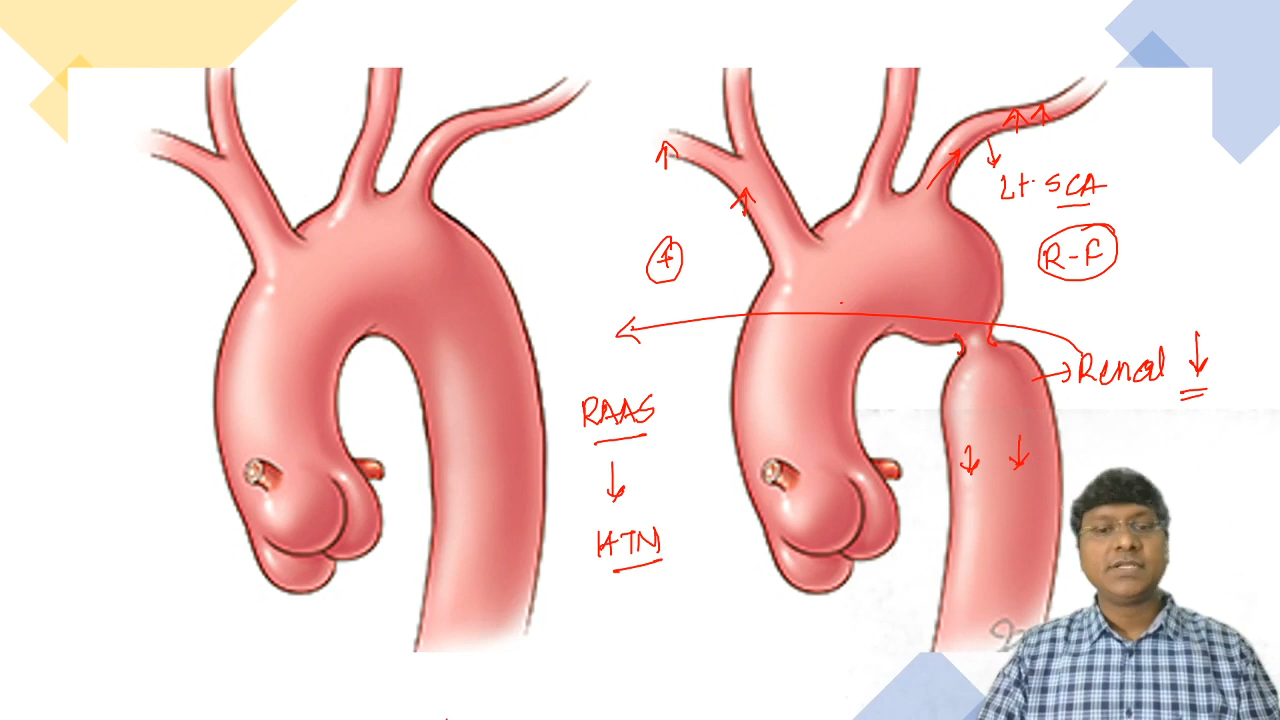 Lt. SCA
R-F
+
Renal
RAAS
HTN